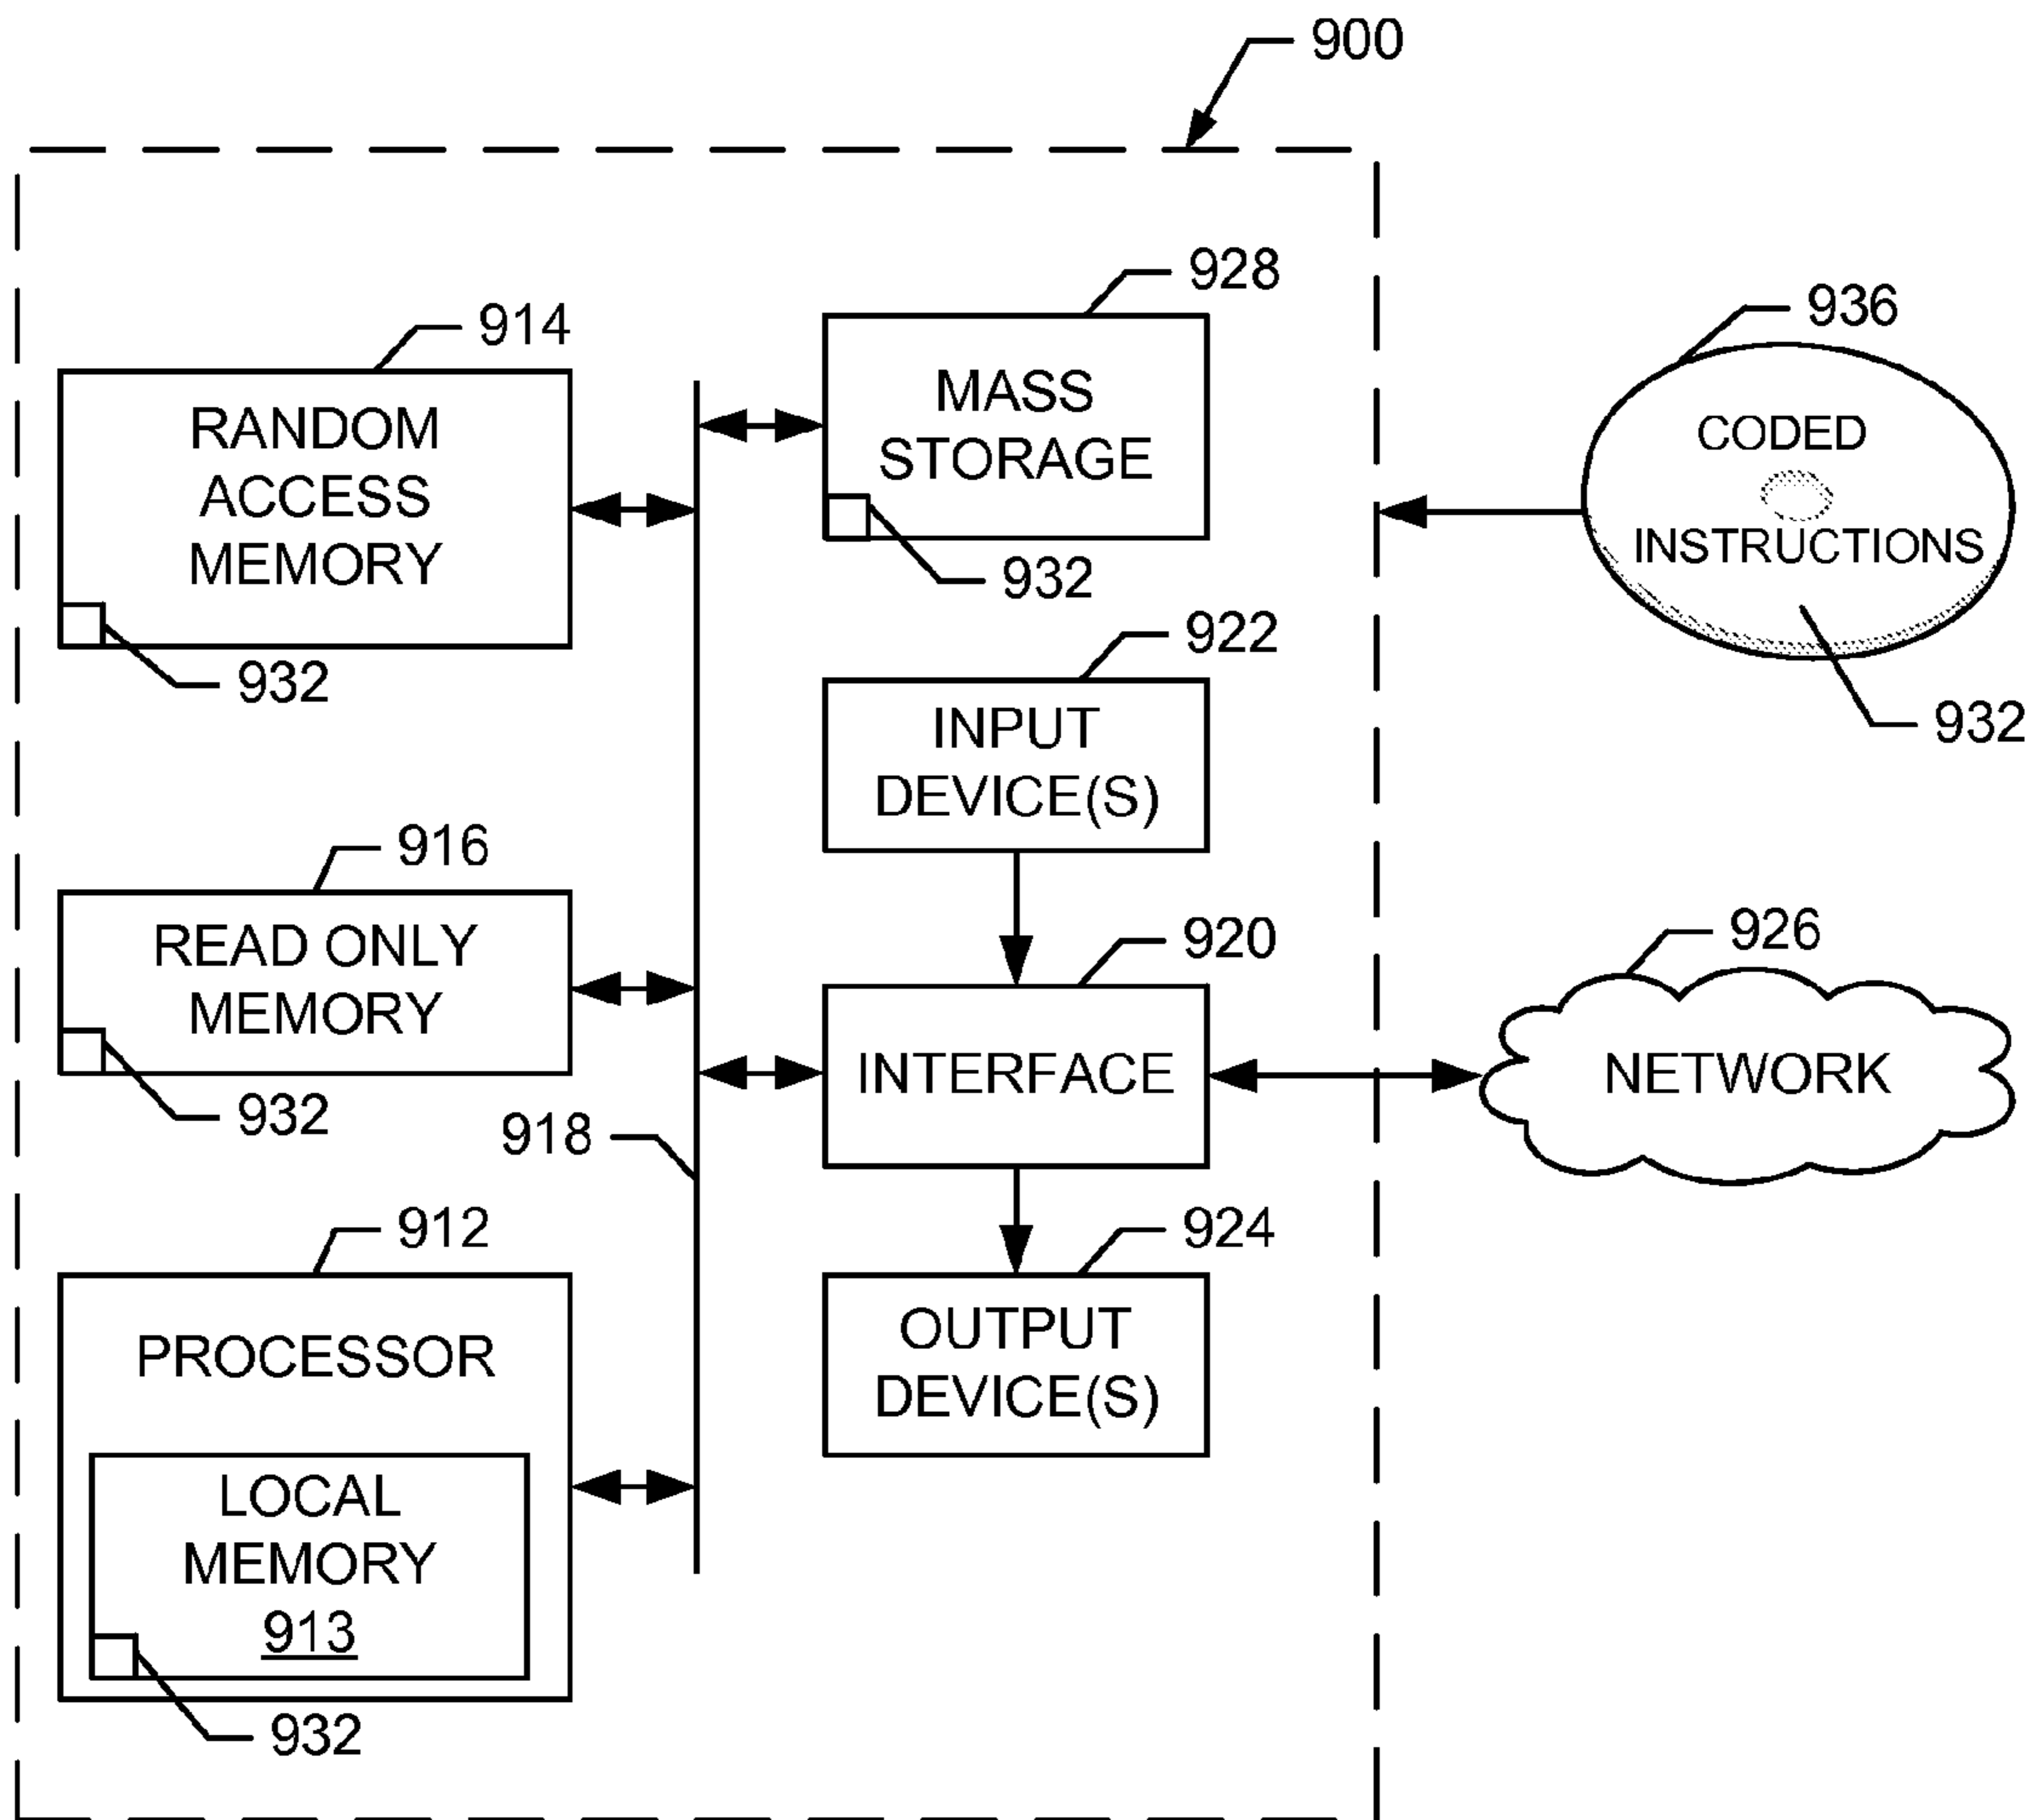 900
928
914
936
MASS
STORAGE
RANDOM
ACCESS
MEMORY
CODED
INSTRUCTIONS
932
922
932
932
INPUT
DEVICE(S)
916
920
926
READ ONLY
MEMORY
INTERFACE
NETWORK
932
918
912
924
PROCESSOR
OUTPUT
DEVICE(S)
LOCAL
MEMORY
913
932